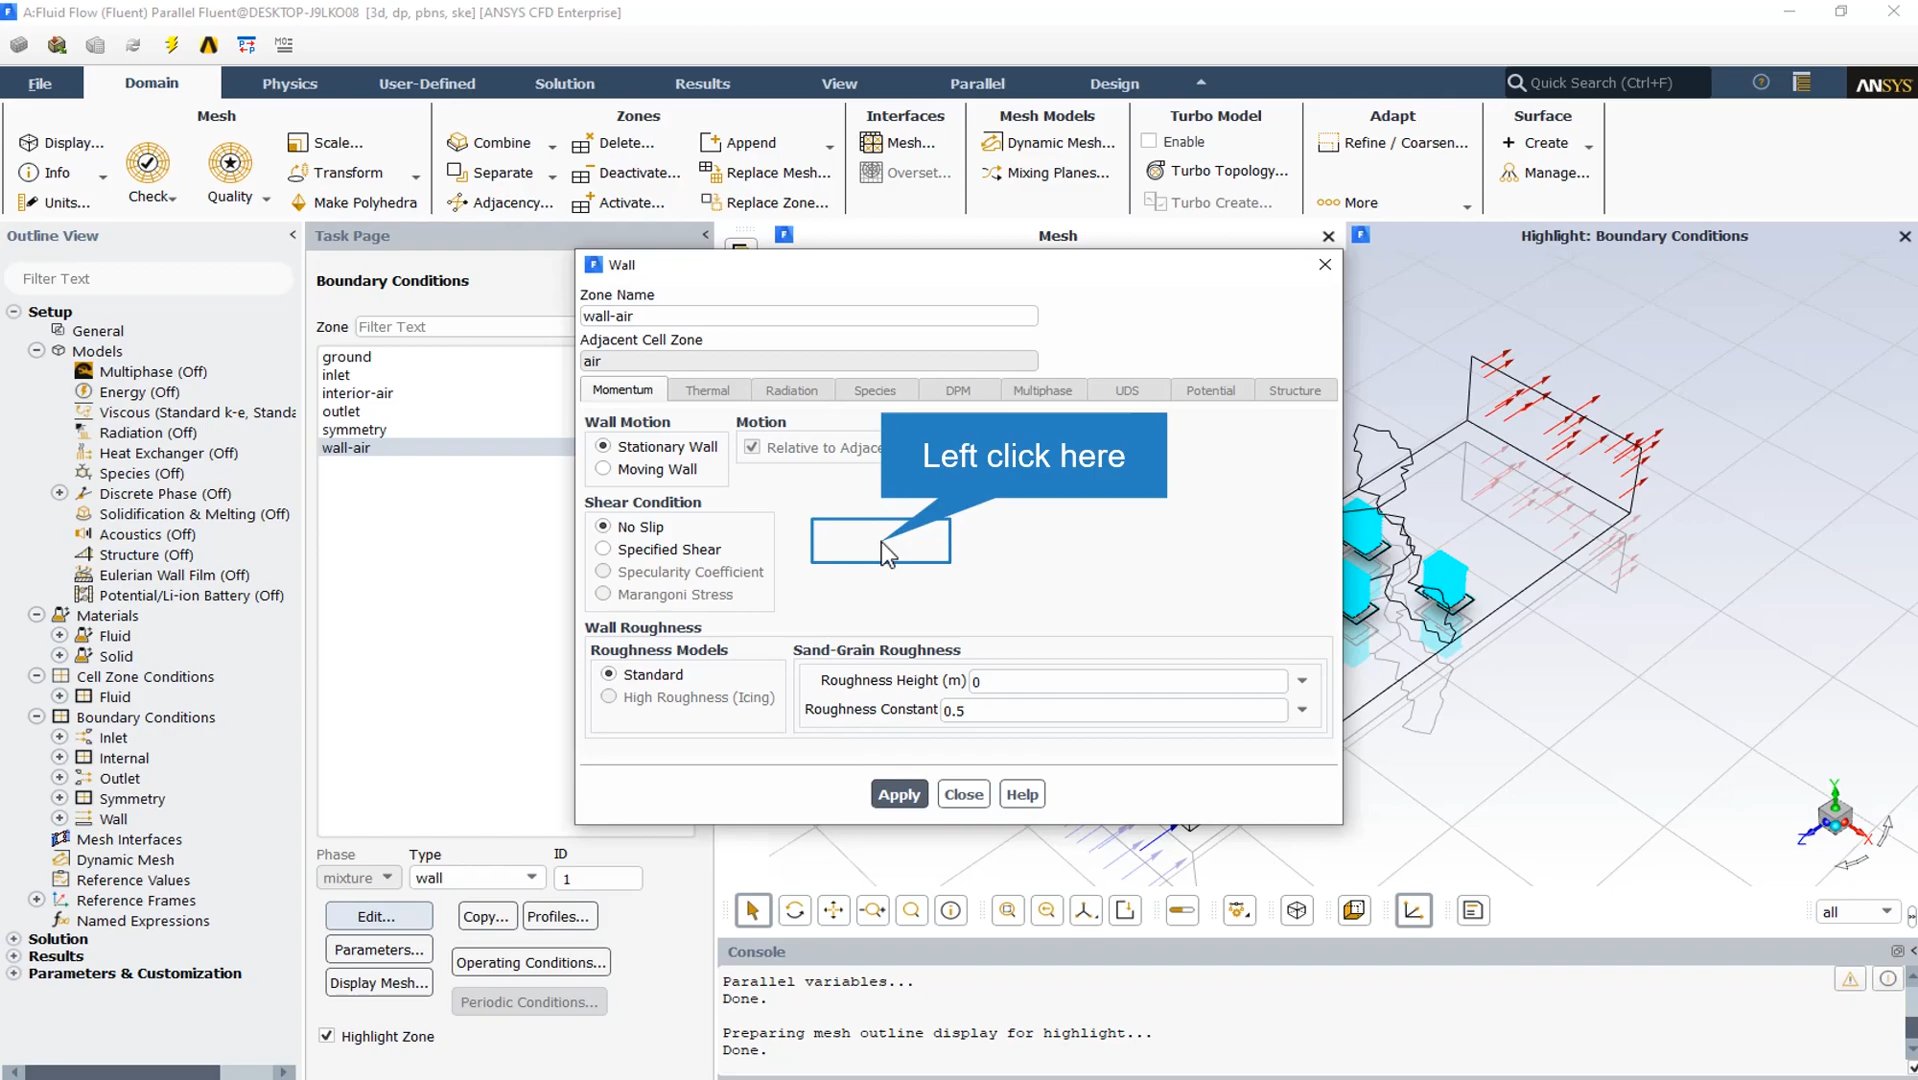 A:Fluid Flow (Fluent) Parallel Fluent@DESKTOP-J9LKO08 [3d, dp, pbns, ske] [ANSYS CFD Enterprise]
File
Domain
Physics
User-Defined
Solution
Results
View
Parallel
Design
Quick Search (Ctrl+F)
ANSYS
Mesh
Display...
Info
Units...
Check
Quality
Scale...
Transform
Make Polyhedra
Zones
Combine
Separate
Adjacency...
Delete...
Deactivate...
Activate...
Append
Replace Mesh...
Replace Zone...
Interfaces
Mesh...
Overset...
Mesh Models
Dynamic Mesh...
Mixing Planes...
Turbo Model
Enable
Turbo Topology...
Turbo Create...
Adapt
Refine / Coarsen...
More
Surface
Create
Manage...
Outline View
Filter Text
Setup
General
Models
Multiphase (Off)
Energy (Off)
Viscous (Standard k-e, Standa
Radiation (Off)
Heat Exchanger (Off)
Species (Off)
Discrete Phase (Off)
Solidification & Melting (Off)
Acoustics (Off)
Structure (Off)
Eulerian Wall Film (Off)
Potential/Li-ion Battery (Off)
Materials
Fluid
Solid
Cell Zone Conditions
Fluid
Boundary Conditions
Inlet
Internal
Outlet
Symmetry
Wall
Mesh Interfaces
Dynamic Mesh
Reference Values
Reference Frames
Named Expressions
Solution
Results
Parameters & Customization
Task Page
Boundary Conditions
Zone Filter Text
ground
inlet
interior-air
outlet
symmetry
wall-air
Phase
Type
ID
mixture
wall
1
Edit...
Copy...
Profiles...
Parameters...
Operating Conditions...
Display Mesh...
Periodic Conditions...
Highlight Zone
Mesh
Highlight: Boundary Conditions
Wall
Zone Name
wall-air
Adjacent Cell Zone
air
Momentum
Thermal
Radiation
Species
DPM
Multiphase
UDS
Potential
Structure
Wall Motion
Stationary Wall
Moving Wall
Motion
Relative to Adjace
Left click here
Shear Condition
No Slip
Specified Shear
Specularity Coefficient
Marangoni Stress
Wall Roughness
Roughness Models
Standard
High Roughness (Icing)
Sand-Grain Roughness
Roughness Height (m) 0
Roughness Constant 0.5
Apply
Close
Help
Y
Z
X
all
Console
Parallel variables...
Done.
Preparing mesh outline display for highlight...
Done.